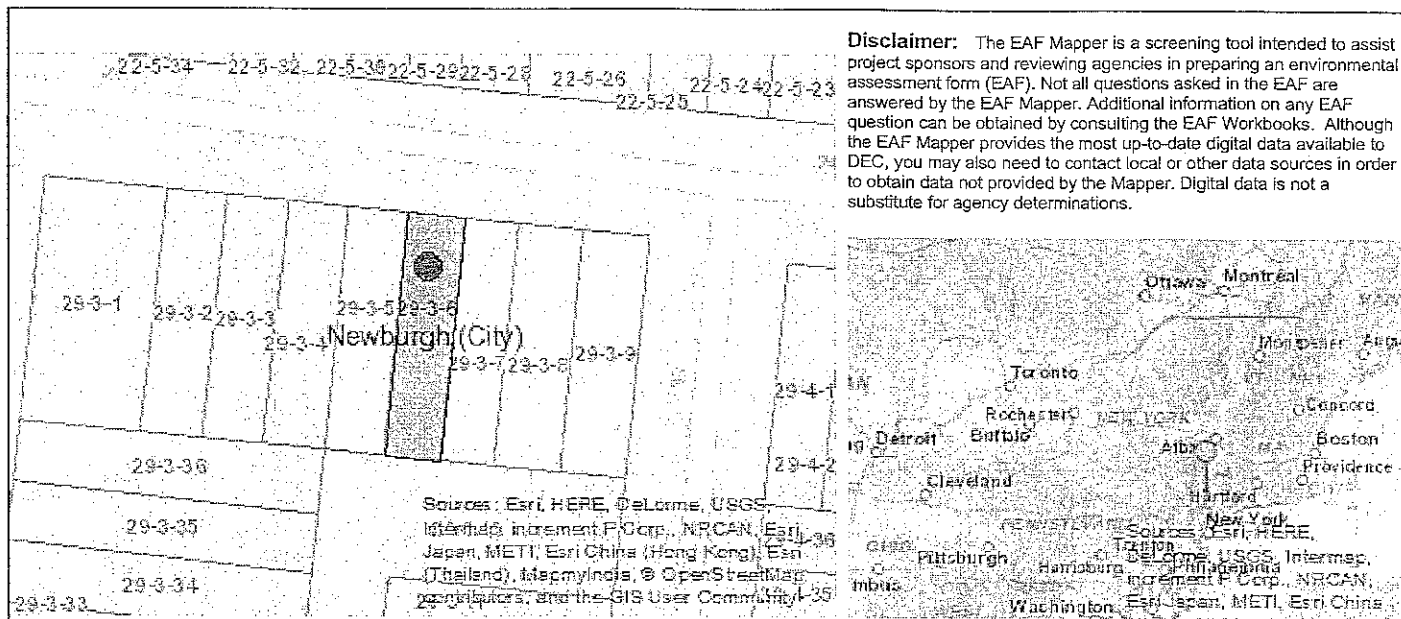 Disclaimer: The EAF Mapper is a screening tool intended to assist
project sponsors and reviewing agencies in preparing an environmental
assessment form (EAF). Not all questions asked in the EAF are
answered by the EAF Mapper. Additional information on any EAF
question can be obtained by consulting the EAF Workbooks. Although
the EAF Mapper provides the most up-to-date digital data available to
DEC, you may also need to contact local or other data sources in order
to obtain data not provided by the Mapper. Digital data is not a
substitute for agency determinations.
22-5-34 22-5-32 22-5-30 22-5-29 22-5-28 22-5-26 22-5-24 22-5-23
22-5-25
29-3-1 29-3-2 29-3-3 29-3-4 29-3-5 29-3-6 29-3-7 29-3-8 29-3-9
Newburgh (City)
29-4-1
29-4-2
29-3-36
29-3-35
29-3-34
29-3-33
Sources: Esri, HERE, DeLorme, USGS,
Intermap, increment P Corp., NRCAN, Esri
Japan, METI, Esri China (Hong Kong), Esri
(Thailand), MapmyIndia, © OpenStreetMap
contributors, and the GIS User Community
Ottawa Montréal
Montpelier
Toronto
Rochester NEW YORK Concord
Detroit Buffalo Boston
Providence
Cleveland
Hartford
New York
Pittsburgh Harrisburg Trenton
Philadelphia
Washington
Sources: Esri, HERE,
DeLorme, USGS, Intermap,
increment P Corp., NRCAN,
Esri Japan, METI, Esri China